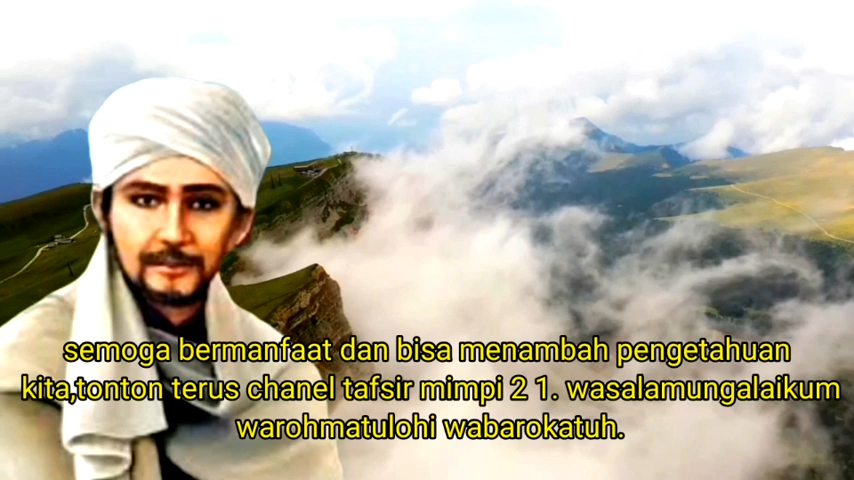 semoga bermanfaat dan bisa menambah pengetahuan
kita,tonton terus chanel tafsir mimpi 2 1. wasalamungalaikum
warohmatulohi wabarokatuh.